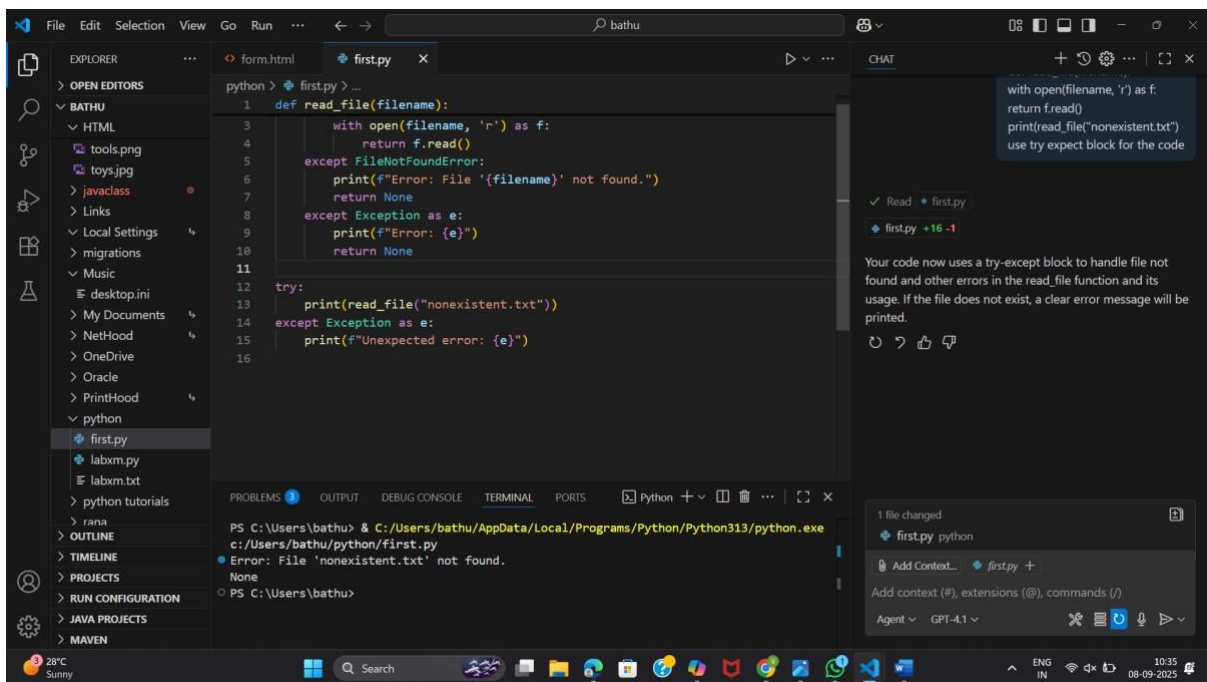 File Edit Selection View Go Run ··· bathu
EXPLORER ···
OPEN EDITORS
BATHU
HTML
tools.png
toys.jpg
javaclass
Links
Local Settings
migrations
Music
desktop.ini
My Documents
NetHood
OneDrive
Oracle
PrintHood
python
first.py
labxm.py
labxm.txt
python tutorials
rana
OUTLINE
TIMELINE
PROJECTS
RUN CONFIGURATION
JAVA PROJECTS
MAVEN
form.html first.py
python > first.py > ...
1 def read_file(filename):
3 with open(filename, 'r') as f:
4 return f.read()
5 except FileNotFoundError:
6 print(f"Error: File '{filename}' not found.")
7 return None
8 except Exception as e:
9 print(f"Error: {e}")
10 return None
11
12 try:
13 print(read_file("nonexistent.txt"))
14 except Exception as e:
15 print(f"Unexpected error: {e}")
16
PROBLEMS 3 OUTPUT DEBUG CONSOLE TERMINAL PORTS Python
PS C:\Users\bathu> & C:/Users/bathu/AppData/Local/Programs/Python/Python313/python.exe
c:/Users/bathu/python/first.py
Error: File 'nonexistent.txt' not found.
None
PS C:\Users\bathu>
CHAT
with open(filename, 'r') as f:
return f.read()
print(read_file("nonexistent.txt")
use try expect block for the code
Read first.py
first.py +16 -1
Your code now uses a try-except block to handle file not
found and other errors in the read_file function and its
usage. If the file does not exist, a clear error message will be
printed.
1 file changed
first.py python
Add Context... first.py +
Add context (#), extensions (@), commands (/)
Agent GPT-4.1
3
28°C
Sunny
Search
ENG
IN
10:35
08-09-2025